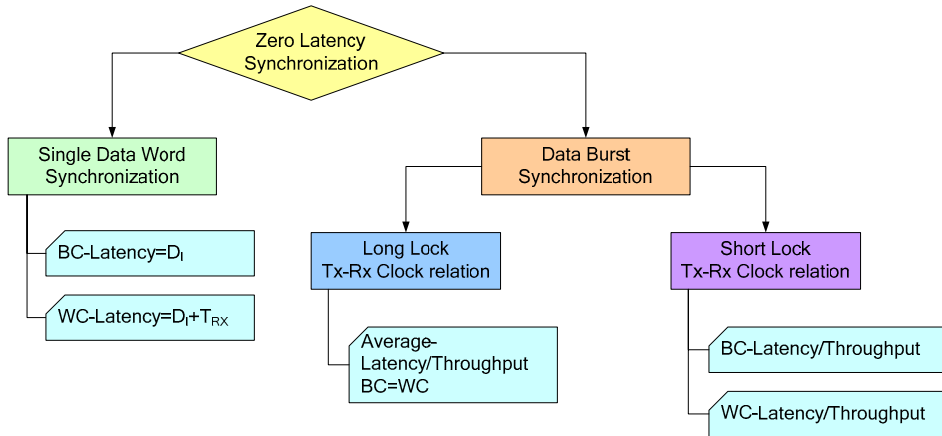 Zero Latency
Synchronization
Single Data Word
Synchronization
BC-Latency=DI
WC-Latency=DI+TRX
Data Burst
Synchronization
Long Lock
Tx-Rx Clock relation
Average-
Latency/Throughput
BC=WC
Short Lock
Tx-Rx Clock relation
BC-Latency/Throughput
WC-Latency/Throughput